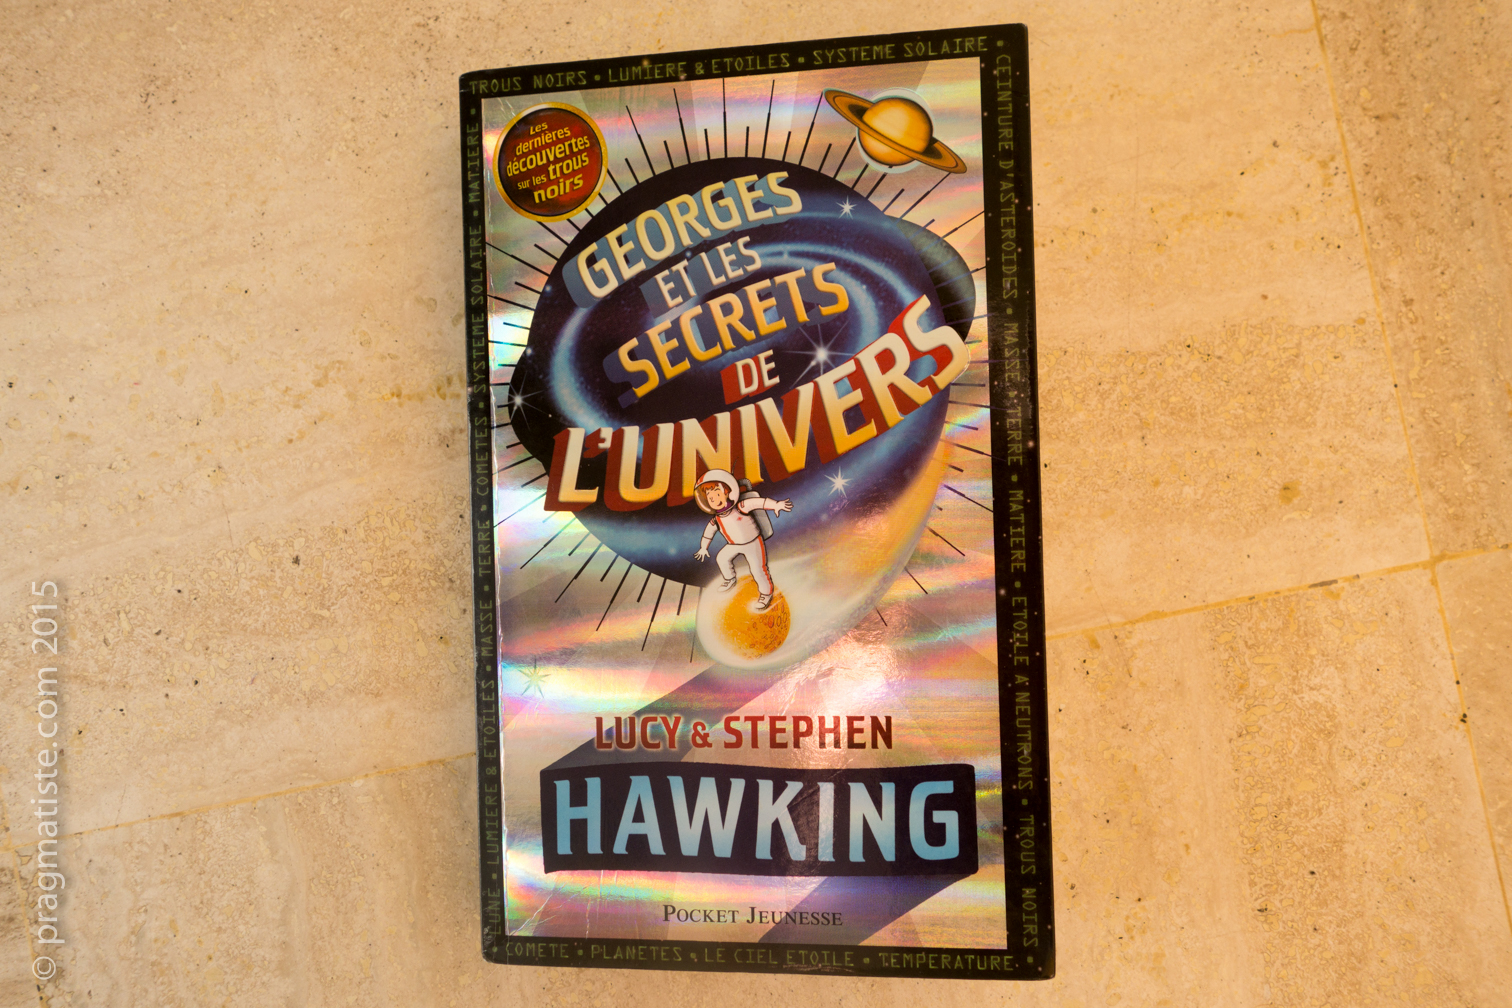 TROUS NOIRS • LUMIERE & ETOILES • SYSTEME SOLAIRE •
CEINTURE D'ASTEROIDES • MASSE • TERRE • MATIERE • ETOILE A NEUTRONS • TROUS NOIRS
LUNE • LUMIERE & ETOILES • MASSE • TERRE • COMETES • SYSTEME SOLAIRE • MATIERE •
Les
dernières
découvertes
sur les trous
noirs
GEORGES
ET LES
SECRETS
DE
L'UNIVERS
LUCY & STEPHEN
HAWKING
POCKET JEUNESSE
• COMETE • PLANETES • LE CIEL ETOILE • TEMPERATURE •
© pragmatiste.com 2015